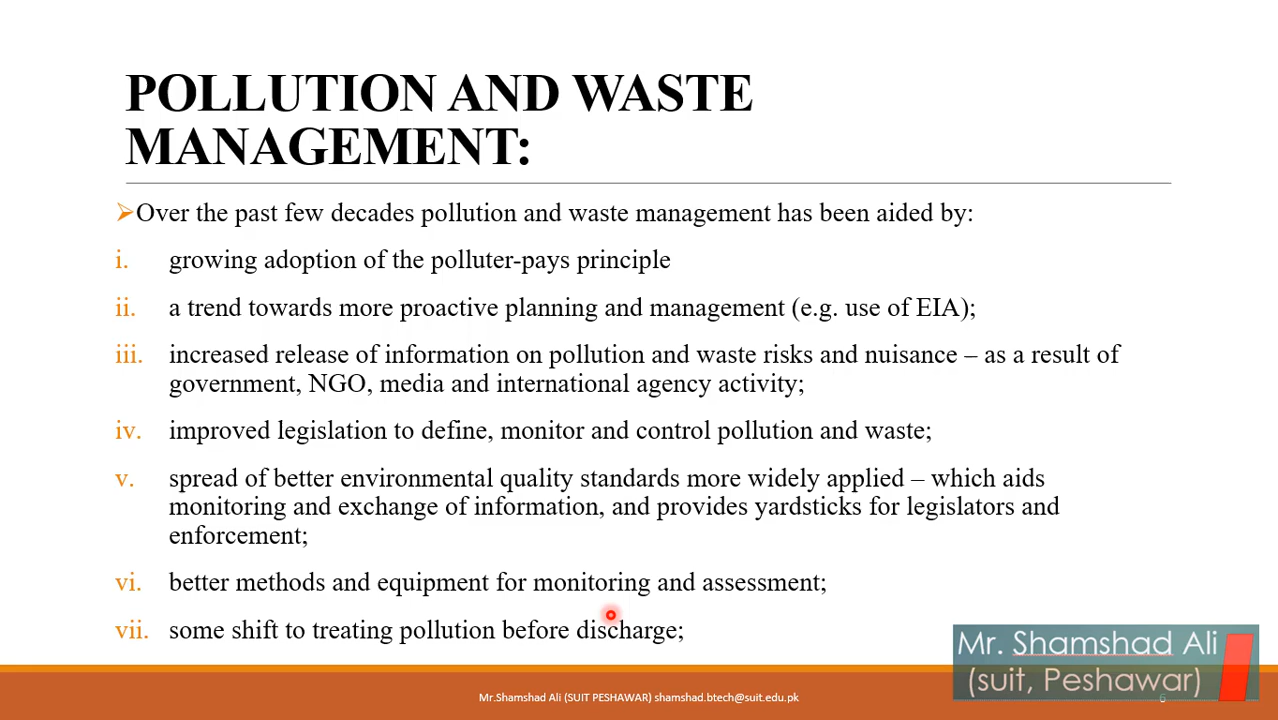 POLLUTION AND WASTE
MANAGEMENT:
➢Over the past few decades pollution and waste management has been aided by:
i. growing adoption of the polluter-pays principle
ii. a trend towards more proactive planning and management (e.g. use of EIA);
iii. increased release of information on pollution and waste risks and nuisance – as a result of
government, NGO, media and international agency activity;
iv. improved legislation to define, monitor and control pollution and waste;
v. spread of better environmental quality standards more widely applied – which aids
monitoring and exchange of information, and provides yardsticks for legislators and
enforcement;
vi. better methods and equipment for monitoring and assessment;
vii. some shift to treating pollution before discharge;
Mr. Shamshad Ali
(suit, Peshawar)
Mr.Shamshad Ali (SUIT PESHAWAR) shamshad.btech@suit.edu.pk
6